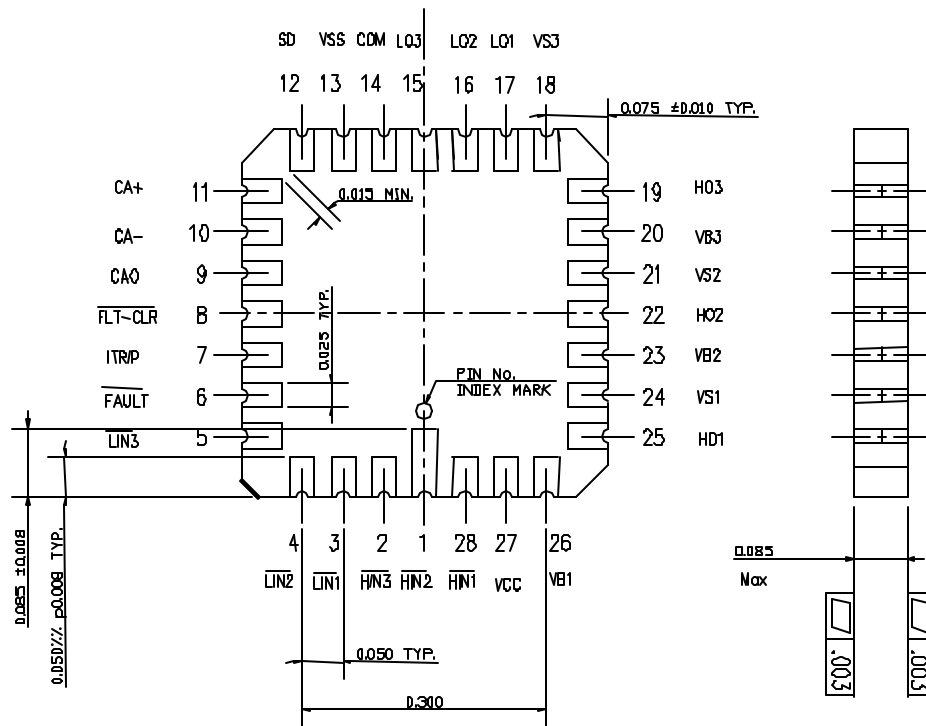 SD VSS COM LO3 LO2 LO1 VS3
12 13 14 15 16 17 18
0.075 ±0.010 TYP.
CA+ 11
0.015 MIN.
19 HO3
CA- 10
20 VB3
CAO 9
21 VS2
FLT-CLR 8
22 HO2
ITRIP 7
0.025 TYP.
23 VB2
PIN No.
INDEX MARK
FAULT 6
24 VS1
LIN3 5
25 HO1
4 3 2 1 28 27 26
LIN2 LIN1 HIN3 HIN2 HIN1 VCC VB1
0.085 ±0.008
0.050%% p0.008 TYP.
0.085
Max
0.050 TYP.
0.300
.003
.003